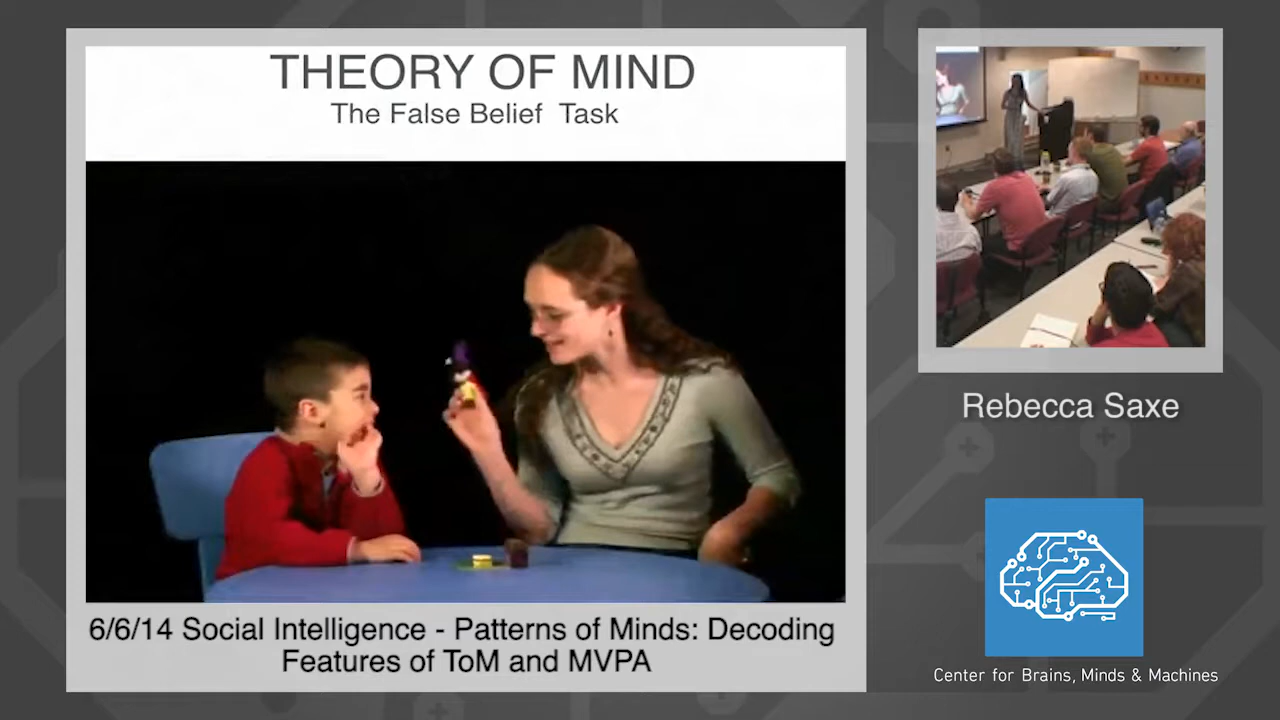 THEORY OF MIND
The False Belief Task
6/6/14 Social Intelligence - Patterns of Minds: Decoding
Features of ToM and MVPA
Rebecca Saxe
Center for Brains, Minds & Machines